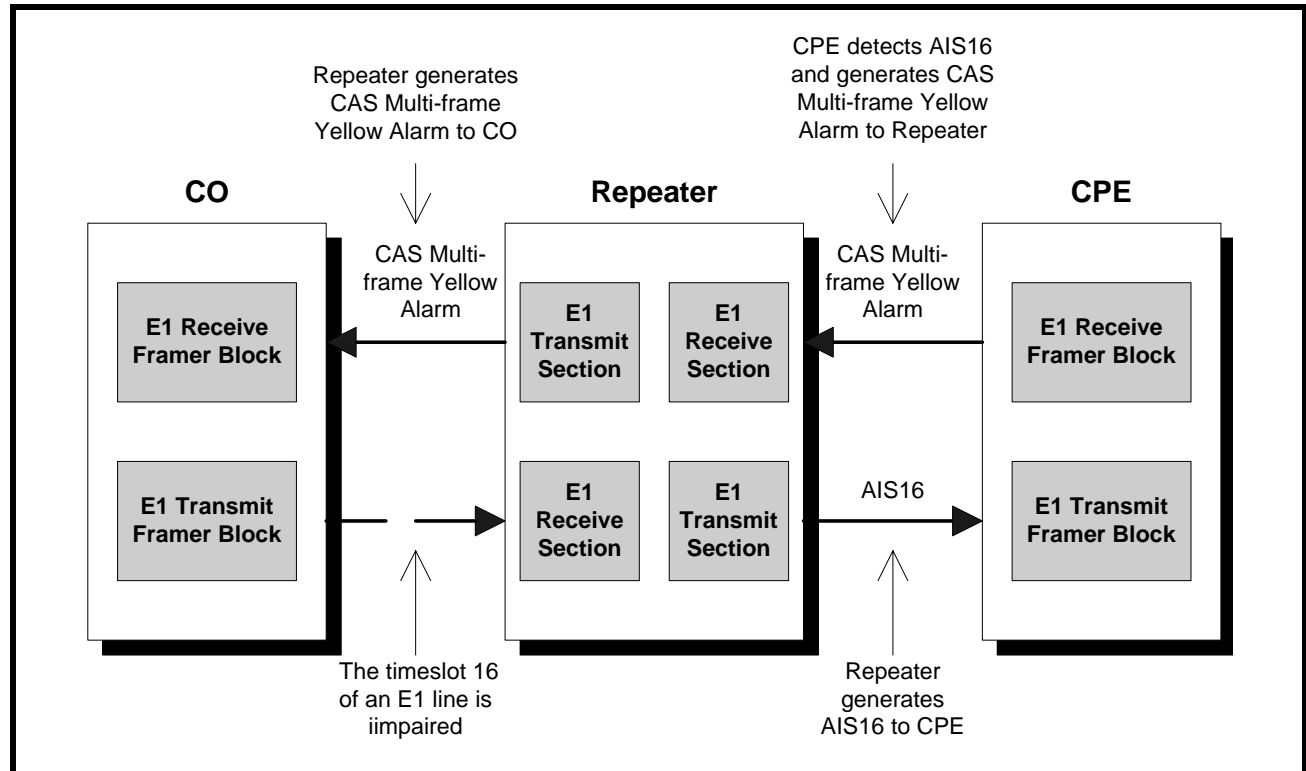 Repeater generates
CAS Multi-frame
Yellow Alarm to CO
CPE detects AIS16
and generates CAS
Multi-frame Yellow
Alarm to Repeater
CO
Repeater
CPE
CAS Multi-
frame Yellow
Alarm
CAS Multi-
frame Yellow
Alarm
E1 Receive
Framer Block
E1
Transmit
Section
E1
Receive
Section
E1 Receive
Framer Block
E1 Transmit
Framer Block
E1
Receive
Section
E1
Transmit
Section
AIS16
E1 Transmit
Framer Block
The timeslot 16
of an E1 line is
iimpaired
Repeater
generates
AIS16 to CPE